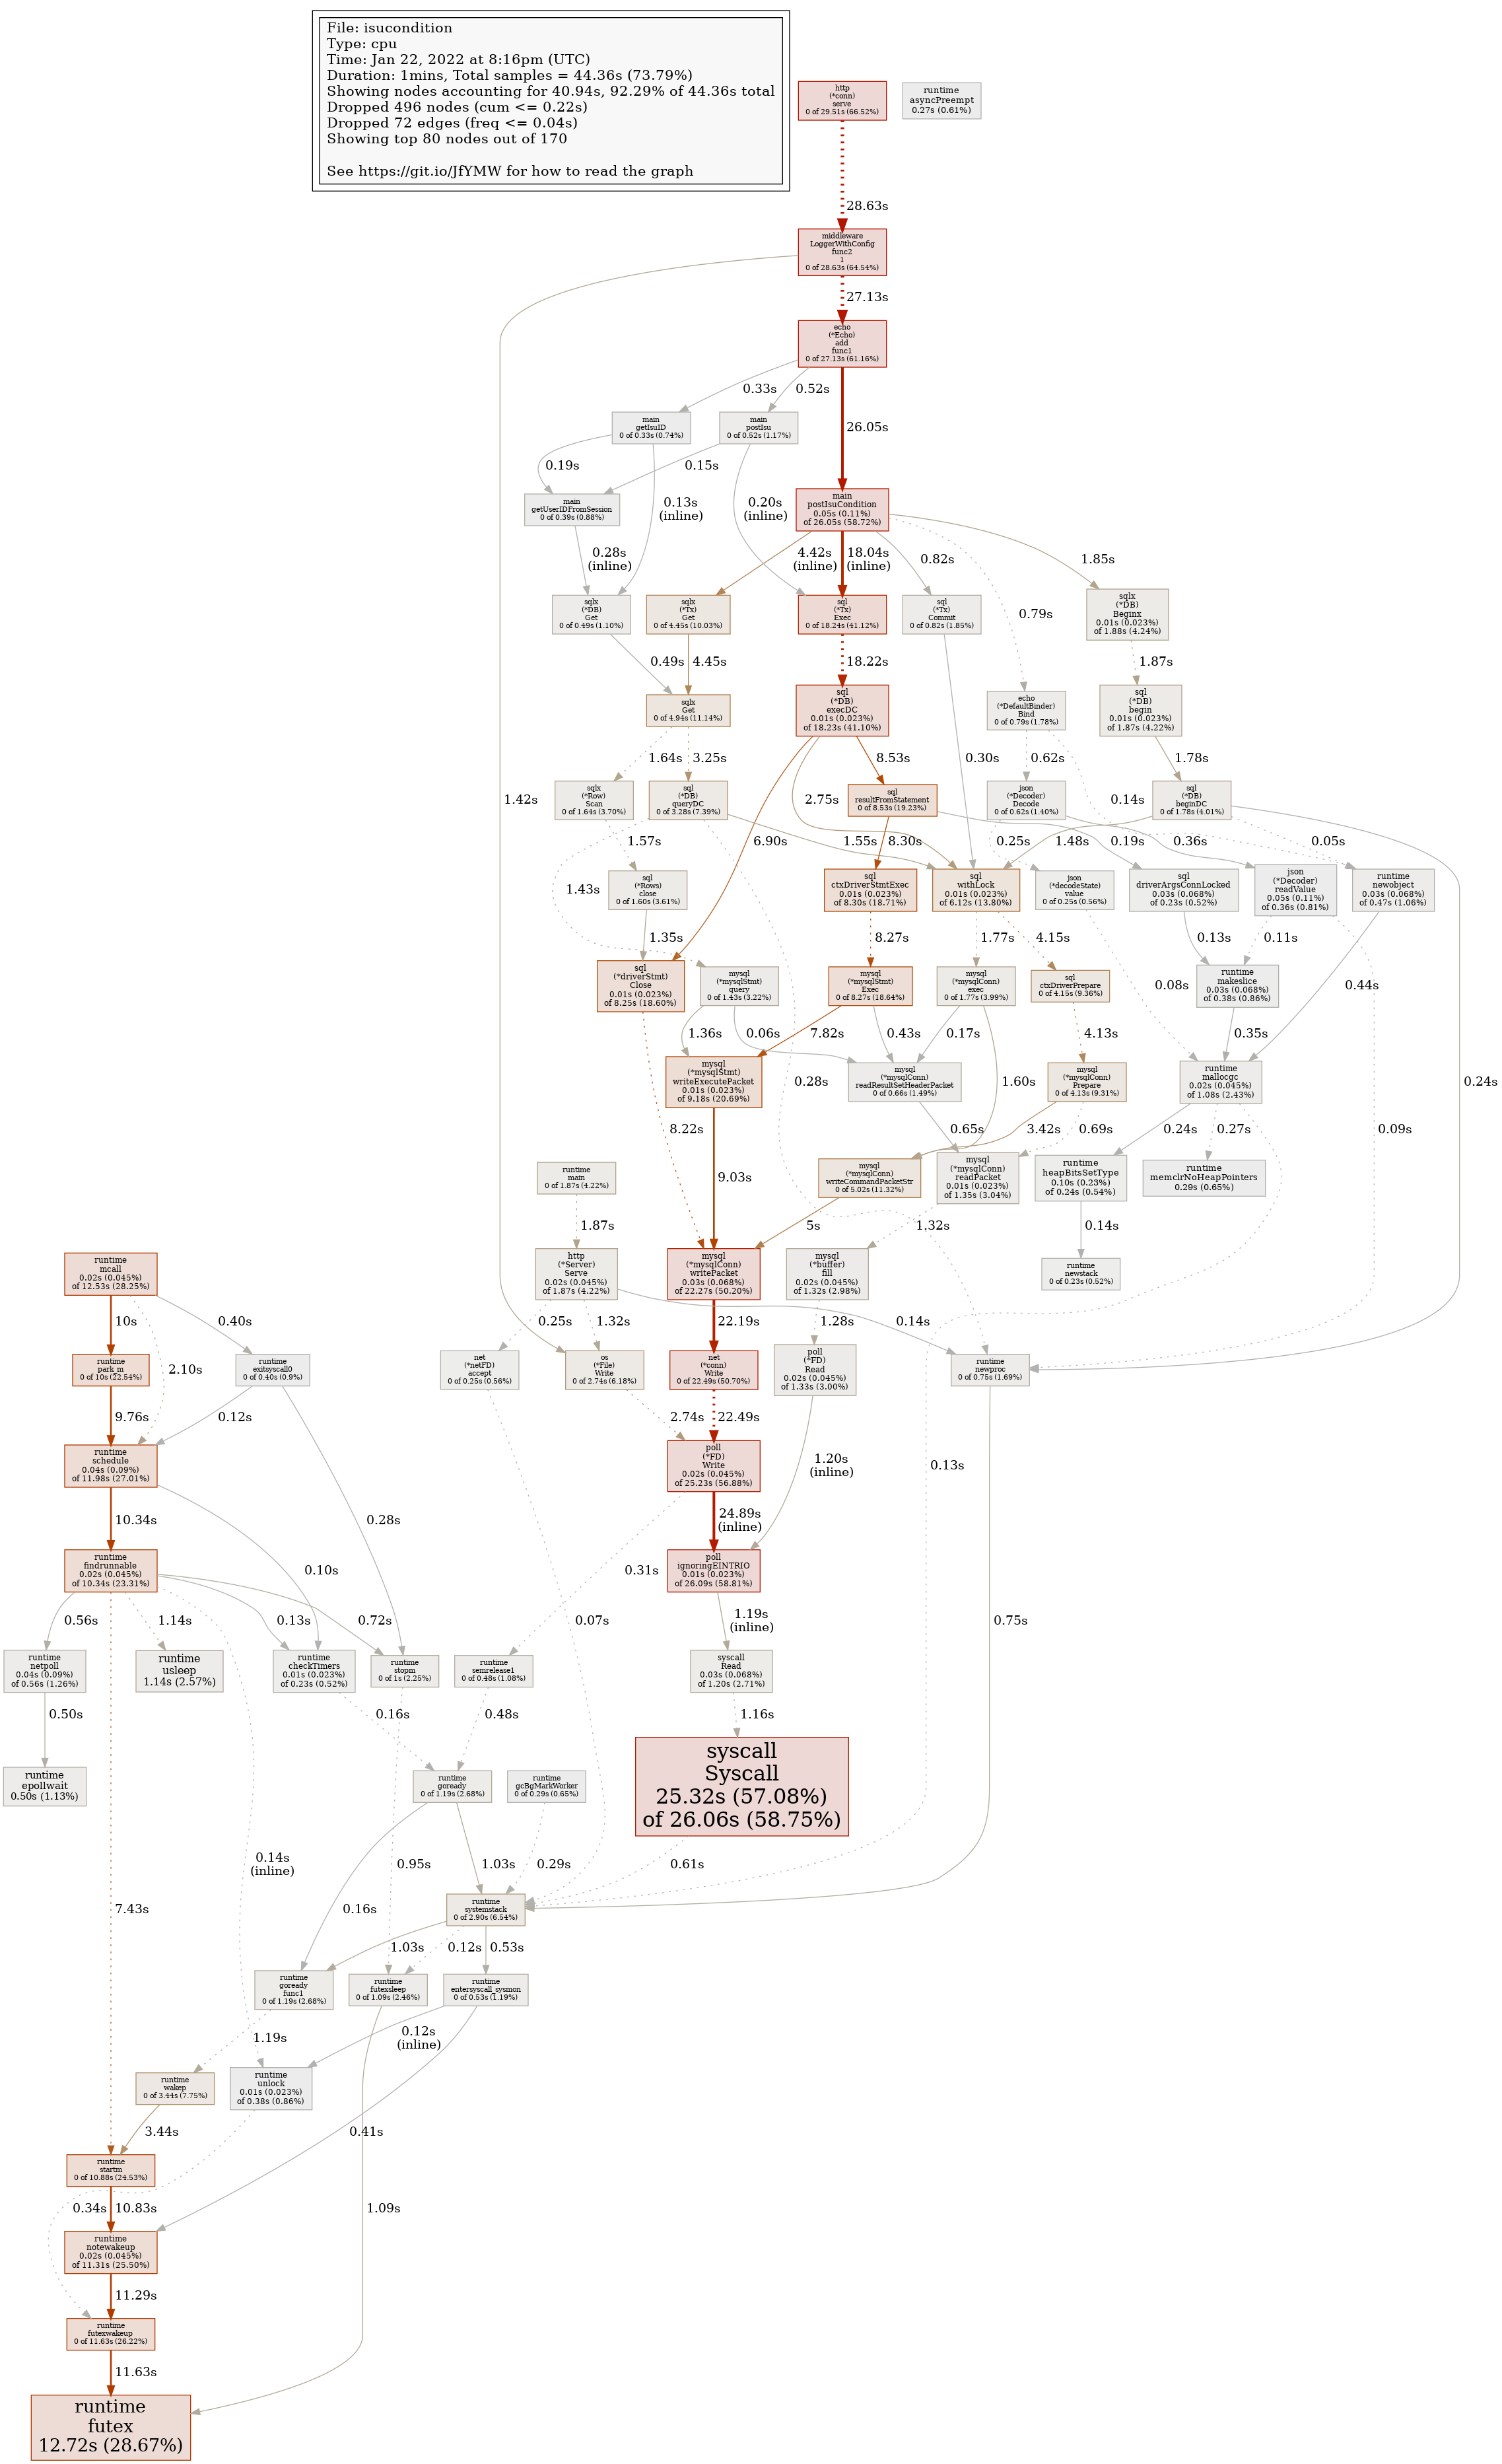 File: isucondition
Type: cpu
Time: Jan 22, 2022 at 8:16pm (UTC)
Duration: 1mins, Total samples = 44.36s (73.79%)
Showing nodes accounting for 40.94s, 92.29% of 44.36s total
Dropped 496 nodes (cum <= 0.22s)
Dropped 72 edges (freq <= 0.04s)
Showing top 80 nodes out of 170
See https://git.io/JfYMW for how to read the graph
http
(*conn)
serve
0 of 29.51s (66.52%)
runtime
asyncPreempt
0.27s (0.61%)
28.63s
middleware
LoggerWithConfig
func2
1
0 of 28.63s (64.54%)
27.13s
echo
(*Echo)
add
func1
0 of 27.13s (61.16%)
0.33s
0.52s
26.05s
main
getIsuID
0 of 0.33s (0.74%)
main
postIsu
0 of 0.52s (1.17%)
0.19s
0.15s
main
getUserIDFromSession
0 of 0.39s (0.88%)
0.13s
(inline)
0.20s
(inline)
main
postIsuCondition
0.05s (0.11%)
of 26.05s (58.72%)
0.28s
(inline)
4.42s
(inline)
18.04s
(inline)
0.82s
0.79s
1.85s
sqlx
(*DB)
Get
0 of 0.49s (1.10%)
sqlx
(*Tx)
Get
0 of 4.45s (10.03%)
sql
(*Tx)
Exec
0 of 18.24s (41.12%)
sql
(*Tx)
Commit
0 of 0.82s (1.85%)
sqlx
(*DB)
Beginx
0.01s (0.023%)
of 1.88s (4.24%)
0.49s
4.45s
18.22s
1.87s
sqlx
Get
0 of 4.94s (11.14%)
sql
(*DB)
execDC
0.01s (0.023%)
of 18.23s (41.10%)
echo
(*DefaultBinder)
Bind
0 of 0.79s (1.78%)
sql
(*DB)
begin
0.01s (0.023%)
of 1.87s (4.22%)
1.42s
1.64s
3.25s
2.75s
8.53s
0.30s
0.62s
0.14s
1.78s
sqlx
(*Row)
Scan
0 of 1.64s (3.70%)
sql
(*DB)
queryDC
0 of 3.28s (7.39%)
sql
resultFromStatement
0 of 8.53s (19.23%)
json
(*Decoder)
Decode
0 of 0.62s (1.40%)
sql
(*DB)
beginDC
0 of 1.78s (4.01%)
1.57s
1.43s
6.90s
1.55s
8.30s
0.25s
1.48s
0.19s
0.36s
0.05s
sql
(*Rows)
close
0 of 1.60s (3.61%)
sql
ctxDriverStmtExec
0.01s (0.023%)
of 8.30s (18.71%)
sql
withLock
0.01s (0.023%)
of 6.12s (13.80%)
json
(*decodeState)
value
0 of 0.25s (0.56%)
sql
driverArgsConnLocked
0.03s (0.068%)
of 0.23s (0.52%)
json
(*Decoder)
readValue
0.05s (0.11%)
of 0.36s (0.81%)
runtime
newobject
0.03s (0.068%)
of 0.47s (1.06%)
1.35s
8.27s
1.77s
4.15s
0.13s
0.11s
sql
(*driverStmt)
Close
0.01s (0.023%)
of 8.25s (18.60%)
mysql
(*mysqlStmt)
query
0 of 1.43s (3.22%)
mysql
(*mysqlStmt)
Exec
0 of 8.27s (18.64%)
mysql
(*mysqlConn)
exec
0 of 1.77s (3.99%)
sql
ctxDriverPrepare
0 of 4.15s (9.36%)
0.08s
runtime
makeslice
0.03s (0.068%)
of 0.38s (0.86%)
0.44s
1.36s
0.06s
7.82s
0.43s
0.17s
4.13s
0.35s
mysql
(*mysqlStmt)
writeExecutePacket
0.01s (0.023%)
of 9.18s (20.69%)
0.28s
mysql
(*mysqlConn)
readResultSetHeaderPacket
0 of 0.66s (1.49%)
1.60s
mysql
(*mysqlConn)
Prepare
0 of 4.13s (9.31%)
runtime
mallocgc
0.02s (0.045%)
of 1.08s (2.43%)
0.24s
8.22s
0.65s
3.42s
0.69s
0.24s
0.27s
0.09s
runtime
main
0 of 1.87s (4.22%)
9.03s
mysql
(*mysqlConn)
writeCommandPacketStr
0 of 5.02s (11.32%)
mysql
(*mysqlConn)
readPacket
0.01s (0.023%)
of 1.35s (3.04%)
runtime
heapBitsSetType
0.10s (0.23%)
of 0.24s (0.54%)
runtime
memclrNoHeapPointers
0.29s (0.65%)
1.87s
5s
1.32s
0.14s
runtime
mcall
0.02s (0.045%)
of 12.53s (28.25%)
http
(*Server)
Serve
0.02s (0.045%)
of 1.87s (4.22%)
mysql
(*mysqlConn)
writePacket
0.03s (0.068%)
of 22.27s (50.20%)
mysql
(*buffer)
fill
0.02s (0.045%)
of 1.32s (2.98%)
runtime
newstack
0 of 0.23s (0.52%)
10s
0.40s
2.10s
0.25s
1.32s
22.19s
1.28s
0.14s
runtime
park_m
0 of 10s (22.54%)
runtime
exitsyscall0
0 of 0.40s (0.9%)
net
(*netFD)
accept
0 of 0.25s (0.56%)
os
(*File)
Write
0 of 2.74s (6.18%)
net
(*conn)
Write
0 of 22.49s (50.70%)
poll
(*FD)
Read
0.02s (0.045%)
of 1.33s (3.00%)
runtime
newproc
0 of 0.75s (1.69%)
9.76s
0.12s
2.74s
22.49s
runtime
schedule
0.04s (0.09%)
of 11.98s (27.01%)
poll
(*FD)
Write
0.02s (0.045%)
of 25.23s (56.88%)
1.20s
(inline)
0.13s
10.34s
0.28s
24.89s
(inline)
runtime
findrunnable
0.02s (0.045%)
of 10.34s (23.31%)
0.10s
0.31s
poll
ignoringEINTRIO
0.01s (0.023%)
of 26.09s (58.81%)
0.56s
1.14s
0.13s
0.72s
0.07s
1.19s
(inline)
0.75s
runtime
netpoll
0.04s (0.09%)
of 0.56s (1.26%)
runtime
usleep
1.14s (2.57%)
runtime
checkTimers
0.01s (0.023%)
of 0.23s (0.52%)
runtime
stopm
0 of 1s (2.25%)
runtime
semrelease1
0 of 0.48s (1.08%)
syscall
Read
0.03s (0.068%)
of 1.20s (2.71%)
0.50s
0.16s
0.48s
1.16s
runtime
epollwait
0.50s (1.13%)
runtime
goready
0 of 1.19s (2.68%)
runtime
gcBgMarkWorker
0 of 0.29s (0.65%)
syscall
Syscall
25.32s (57.08%)
of 26.06s (58.75%)
0.14s
(inline)
0.95s
1.03s
0.29s
0.61s
7.43s
0.16s
runtime
systemstack
0 of 2.90s (6.54%)
1.03s
0.12s
0.53s
runtime
goready
func1
0 of 1.19s (2.68%)
runtime
futexsleep
0 of 1.09s (2.46%)
runtime
entersyscall_sysmon
0 of 0.53s (1.19%)
1.19s
0.12s
(inline)
runtime
wakep
0 of 3.44s (7.75%)
runtime
unlock
0.01s (0.023%)
of 0.38s (0.86%)
3.44s
0.41s
runtime
startm
0 of 10.88s (24.53%)
0.34s
10.83s
1.09s
runtime
notewakeup
0.02s (0.045%)
of 11.31s (25.50%)
11.29s
runtime
futexwakeup
0 of 11.63s (26.22%)
11.63s
runtime
futex
12.72s (28.67%)